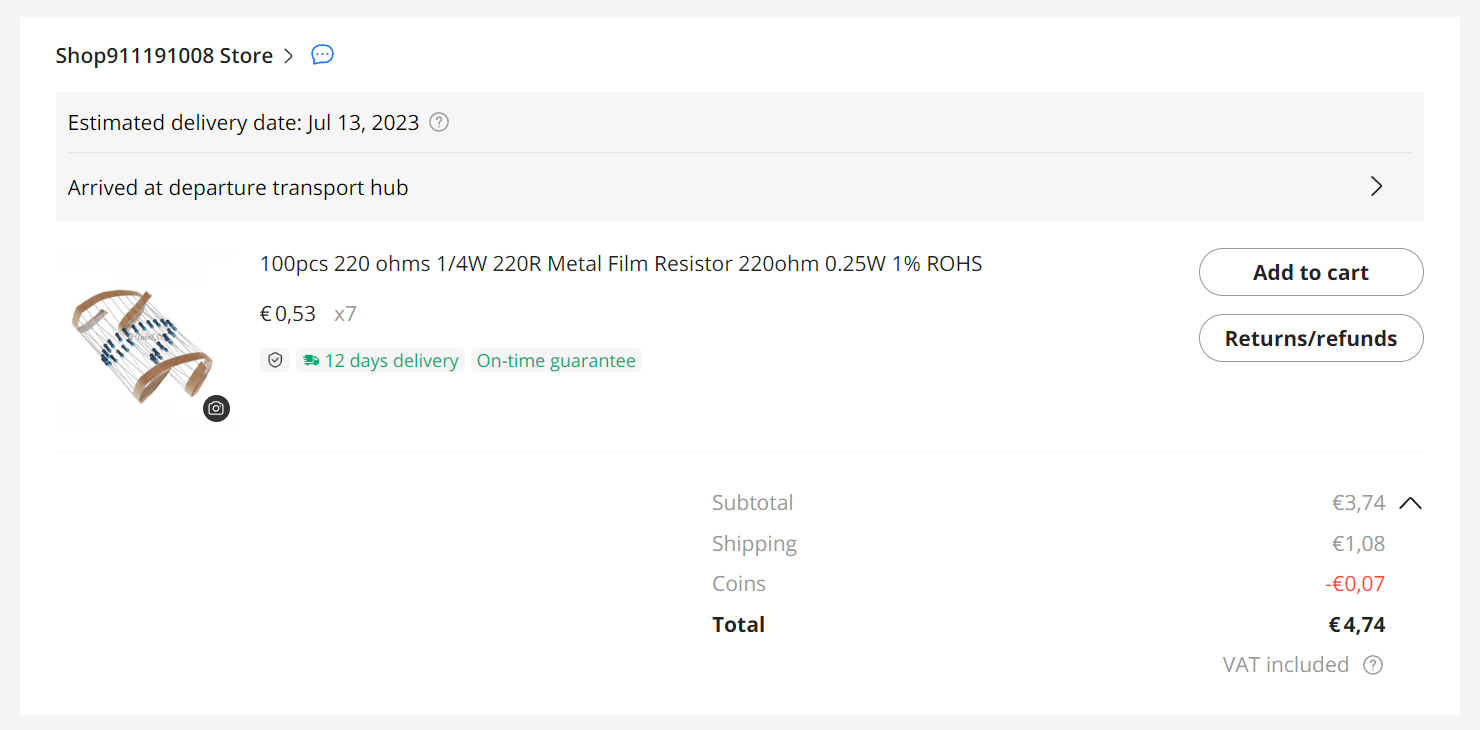 Shop911191008 Store
Estimated delivery date: Jul 13, 2023
Arrived at departure transport hub
100pcs 220 ohms 1/4W 220R Metal Film Resistor 220ohm 0.25W 1% ROHS
Add to cart
€ 0,53 x7
Returns/refunds
12 days delivery On-time guarantee
Subtotal €3,74
Shipping €1,08
Coins -€0,07
Total € 4,74
VAT included